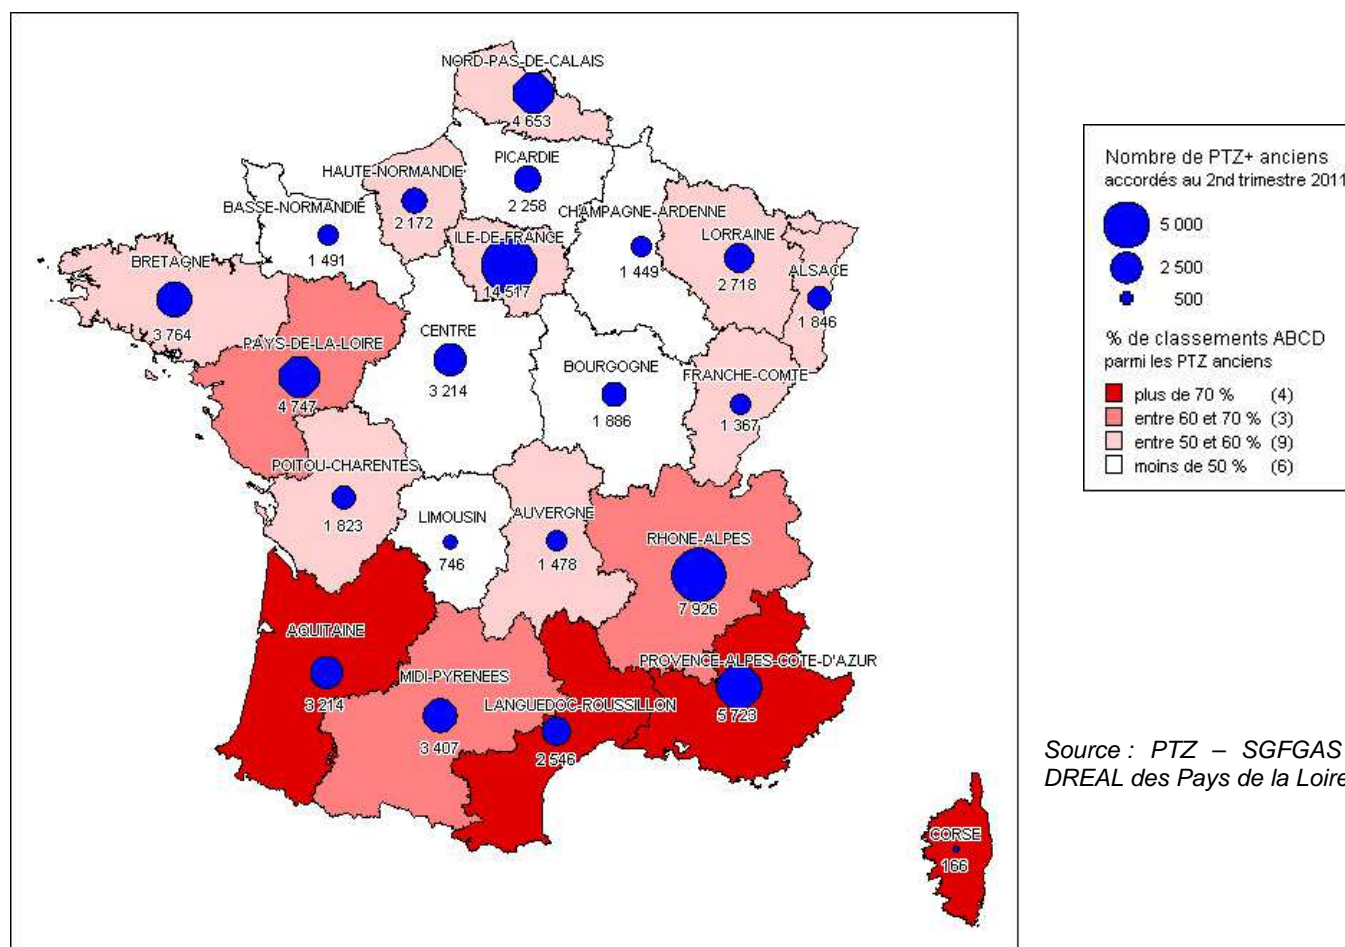 NORD-PAS-DE-CALAIS
4 653
PICARDIE
2 258
HAUTE-NORMANDIE
2 172
BASSE-NORMANDIE
1 491
CHAMPAGNE-ARDENNE
1 449
ILE-DE-FRANCE
14 517
LORRAINE
2 718
ALSACE
1 846
BRETAGNE
3 764
PAYS-DE-LA-LOIRE
4 747
CENTRE
3 214
BOURGOGNE
1 886
FRANCHE-COMTE
1 367
POITOU-CHARENTES
1 823
LIMOUSIN
746
AUVERGNE
1 478
RHONE-ALPES
7 926
AQUITAINE
3 214
MIDI-PYRENEES
3 407
LANGUEDOC-ROUSSILLON
2 546
PROVENCE-ALPES-COTE-D'AZUR
5 723
CORSE
166
Nombre de PTZ+ anciens
accordés au 2nd trimestre 2011
5 000
2 500
500
% de classements ABCD
parmi les PTZ anciens
plus de 70 % (4)
entre 60 et 70 % (3)
entre 50 et 60 % (9)
moins de 50 % (6)
Source : PTZ – SGFGAS
DREAL des Pays de la Loire